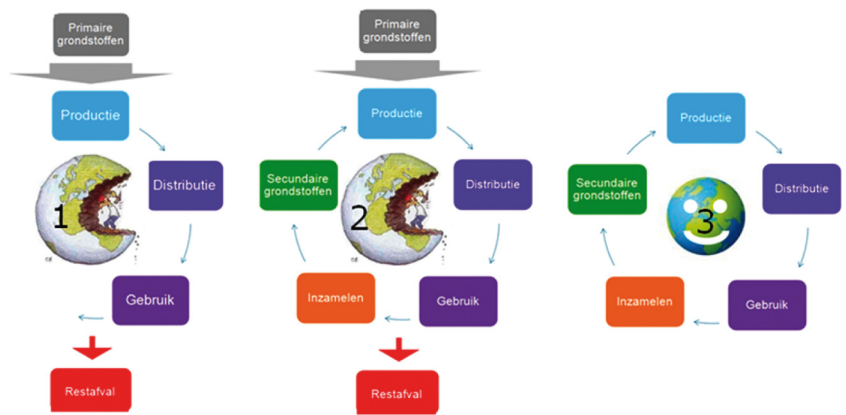 Primaire
grondstoffen
Productie
Distributie
1
Gebruik
Restafval
Primaire
grondstoffen
Productie
Secundaire
grondstoffen
Distributie
2
Inzamelen
Gebruik
Restafval
Productie
Secundaire
grondstoffen
Distributie
3
Inzamelen
Gebruik